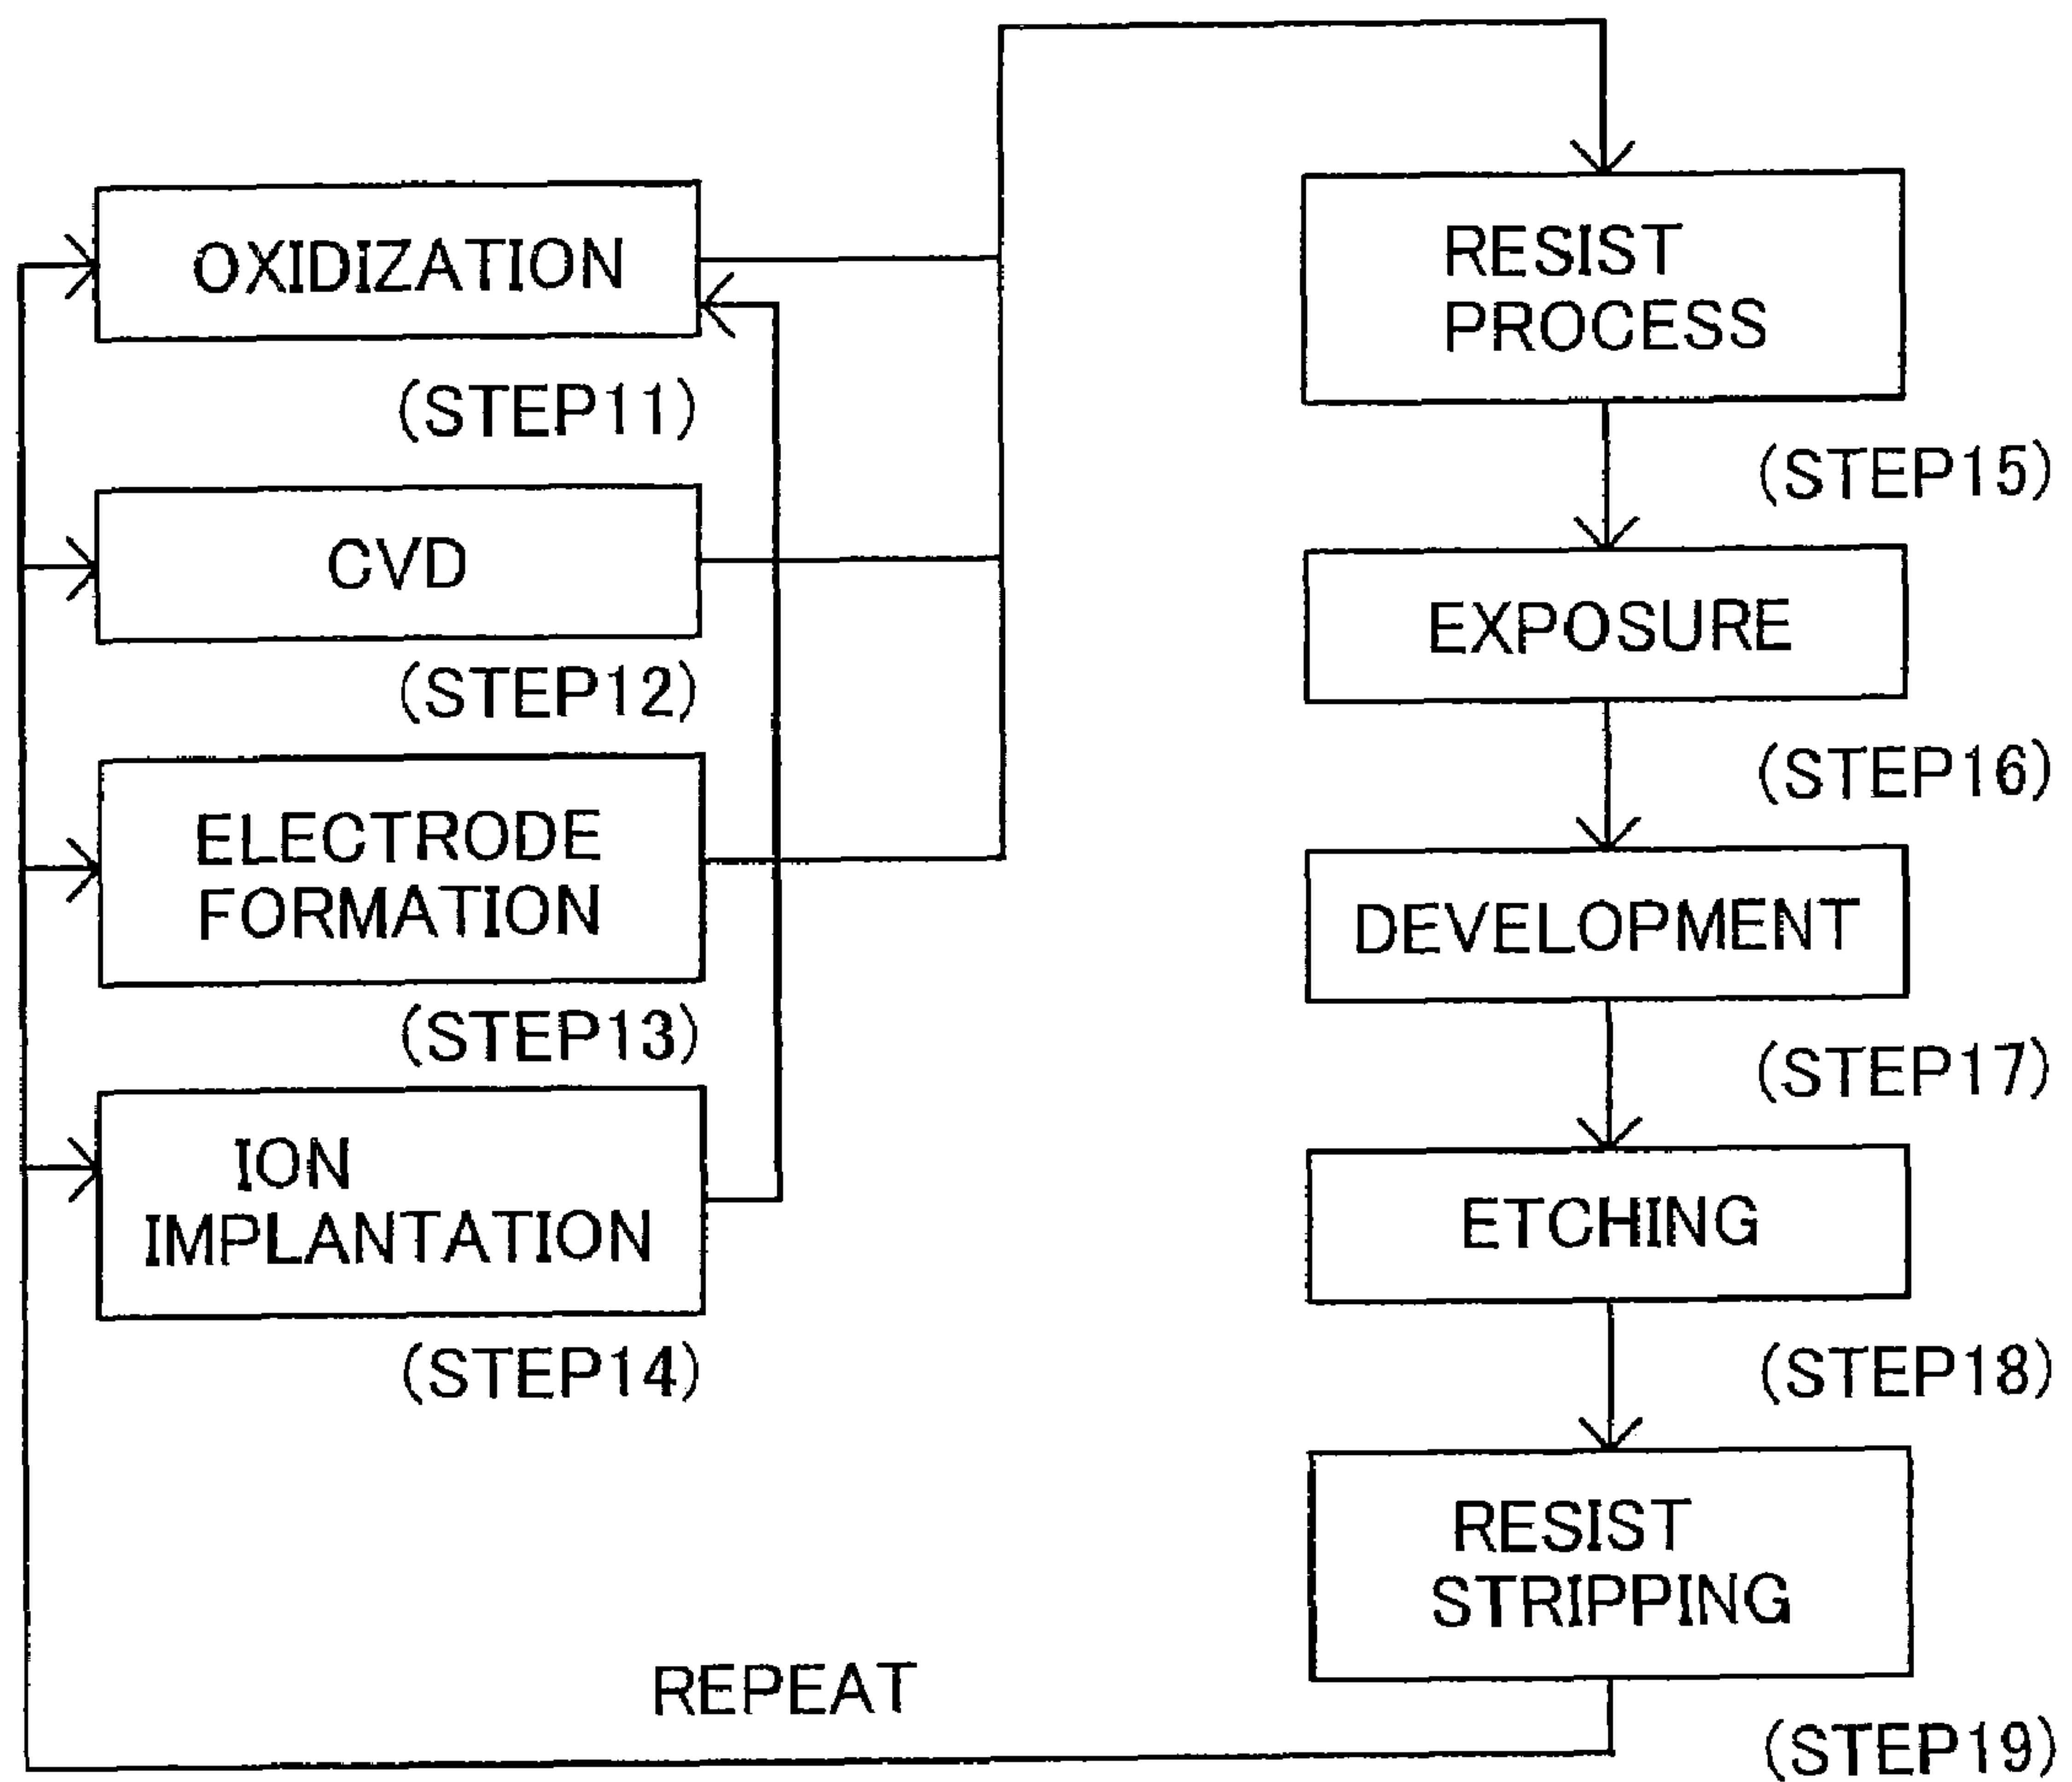 OXIDIZATION
(STEP11)
CVD
(STEP12)
ELECTRODE
FORMATION
(STEP13)
ION
IMPLANTATION
(STEP14)
RESIST
PROCESS
(STEP15)
EXPOSURE
(STEP16)
DEVELOPMENT
(STEP17)
ETCHING
(STEP18)
RESIST
STRIPPING
(STEP19)
REPEAT